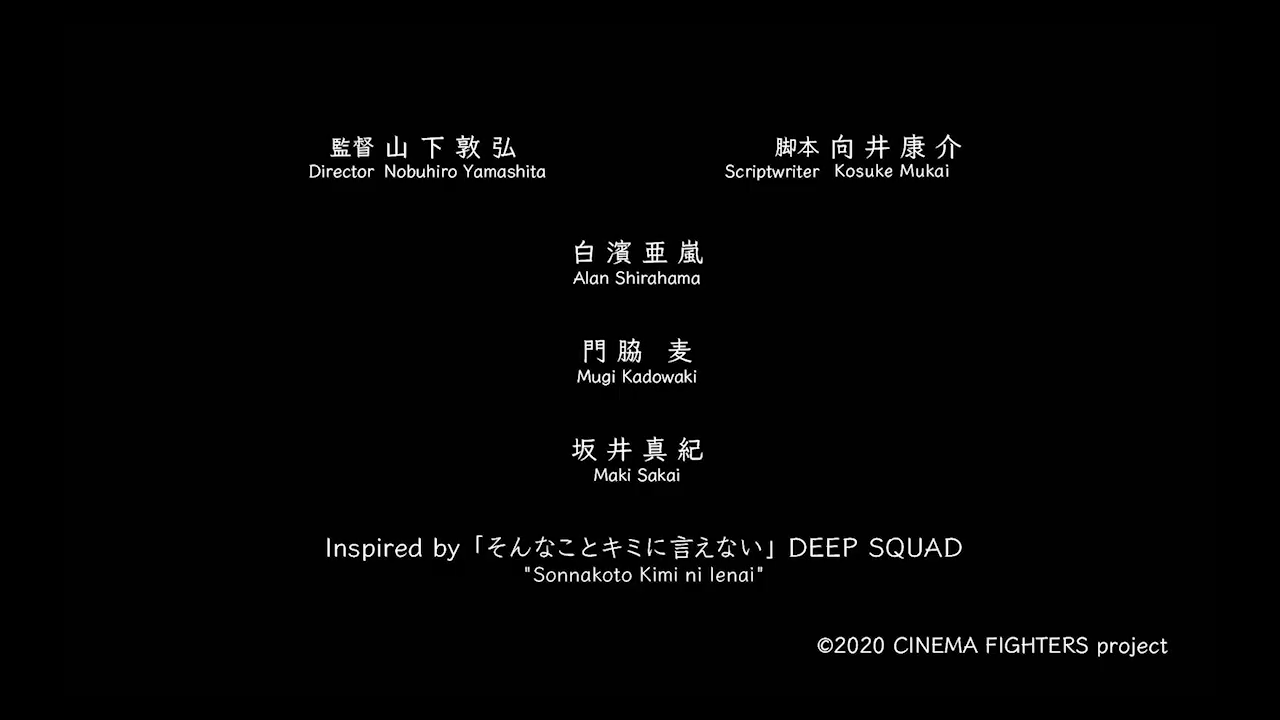 監督 山下敦弘
Director Nobuhiro Yamashita
脚本 向井康介
Scriptwriter Kosuke Mukai
白濱亜嵐
Alan Shirahama
門脇 麦
Mugi Kadowaki
坂井真紀
Maki Sakai
Inspired by「そんなことキミに言えない」DEEP SQUAD
"Sonnakoto Kimi ni Ienai"
©2020 CINEMA FIGHTERS project